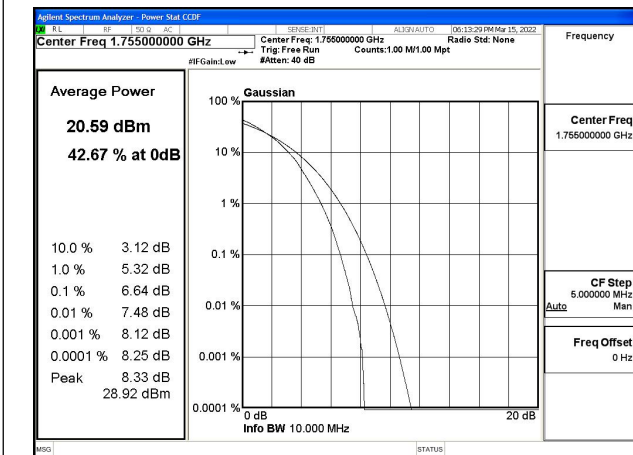 Agilent Spectrum Analyzer - Power Stat CCDF
RL RF 50 Ω AC SENSE:INT ALIGN AUTO 06:13:29 PM Mar 15, 2022
Center Freq 1.755000000 GHz
Center Freq: 1.755000000 GHz Radio Std: None
Trig: Free Run Counts:1.00 M/1.00 Mpt
#IFGain:Low #Atten: 40 dB
Frequency
Average Power
20.59 dBm
42.67 % at 0dB
10.0 % 3.12 dB
1.0 % 5.32 dB
0.1 % 6.64 dB
0.01 % 7.48 dB
0.001 % 8.12 dB
0.0001 % 8.25 dB
Peak 8.33 dB
28.92 dBm
Gaussian
100 %
10 %
1 %
0.1 %
0.01 %
0.001 %
0.0001 %
0 dB 20 dB
Info BW 10.000 MHz
Center Freq
1.755000000 GHz
CF Step
5.000000 MHz
Auto Man
Freq Offset
0 Hz
MSG STATUS